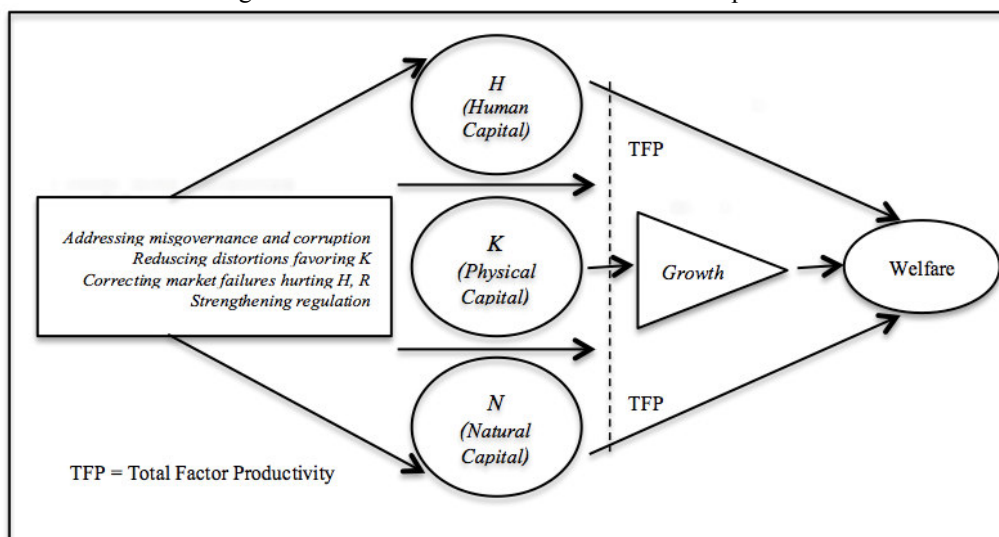 H
(Human
Capital)
TFP
Addressing misgovernance and corruption
Reduscing distortions favoring K
Correcting market failures hurting H, R
Strengthening regulation
K
(Physical
Capital)
Growth
Welfare
N
(Natural
Capital)
TFP
TFP = Total Factor Productivity